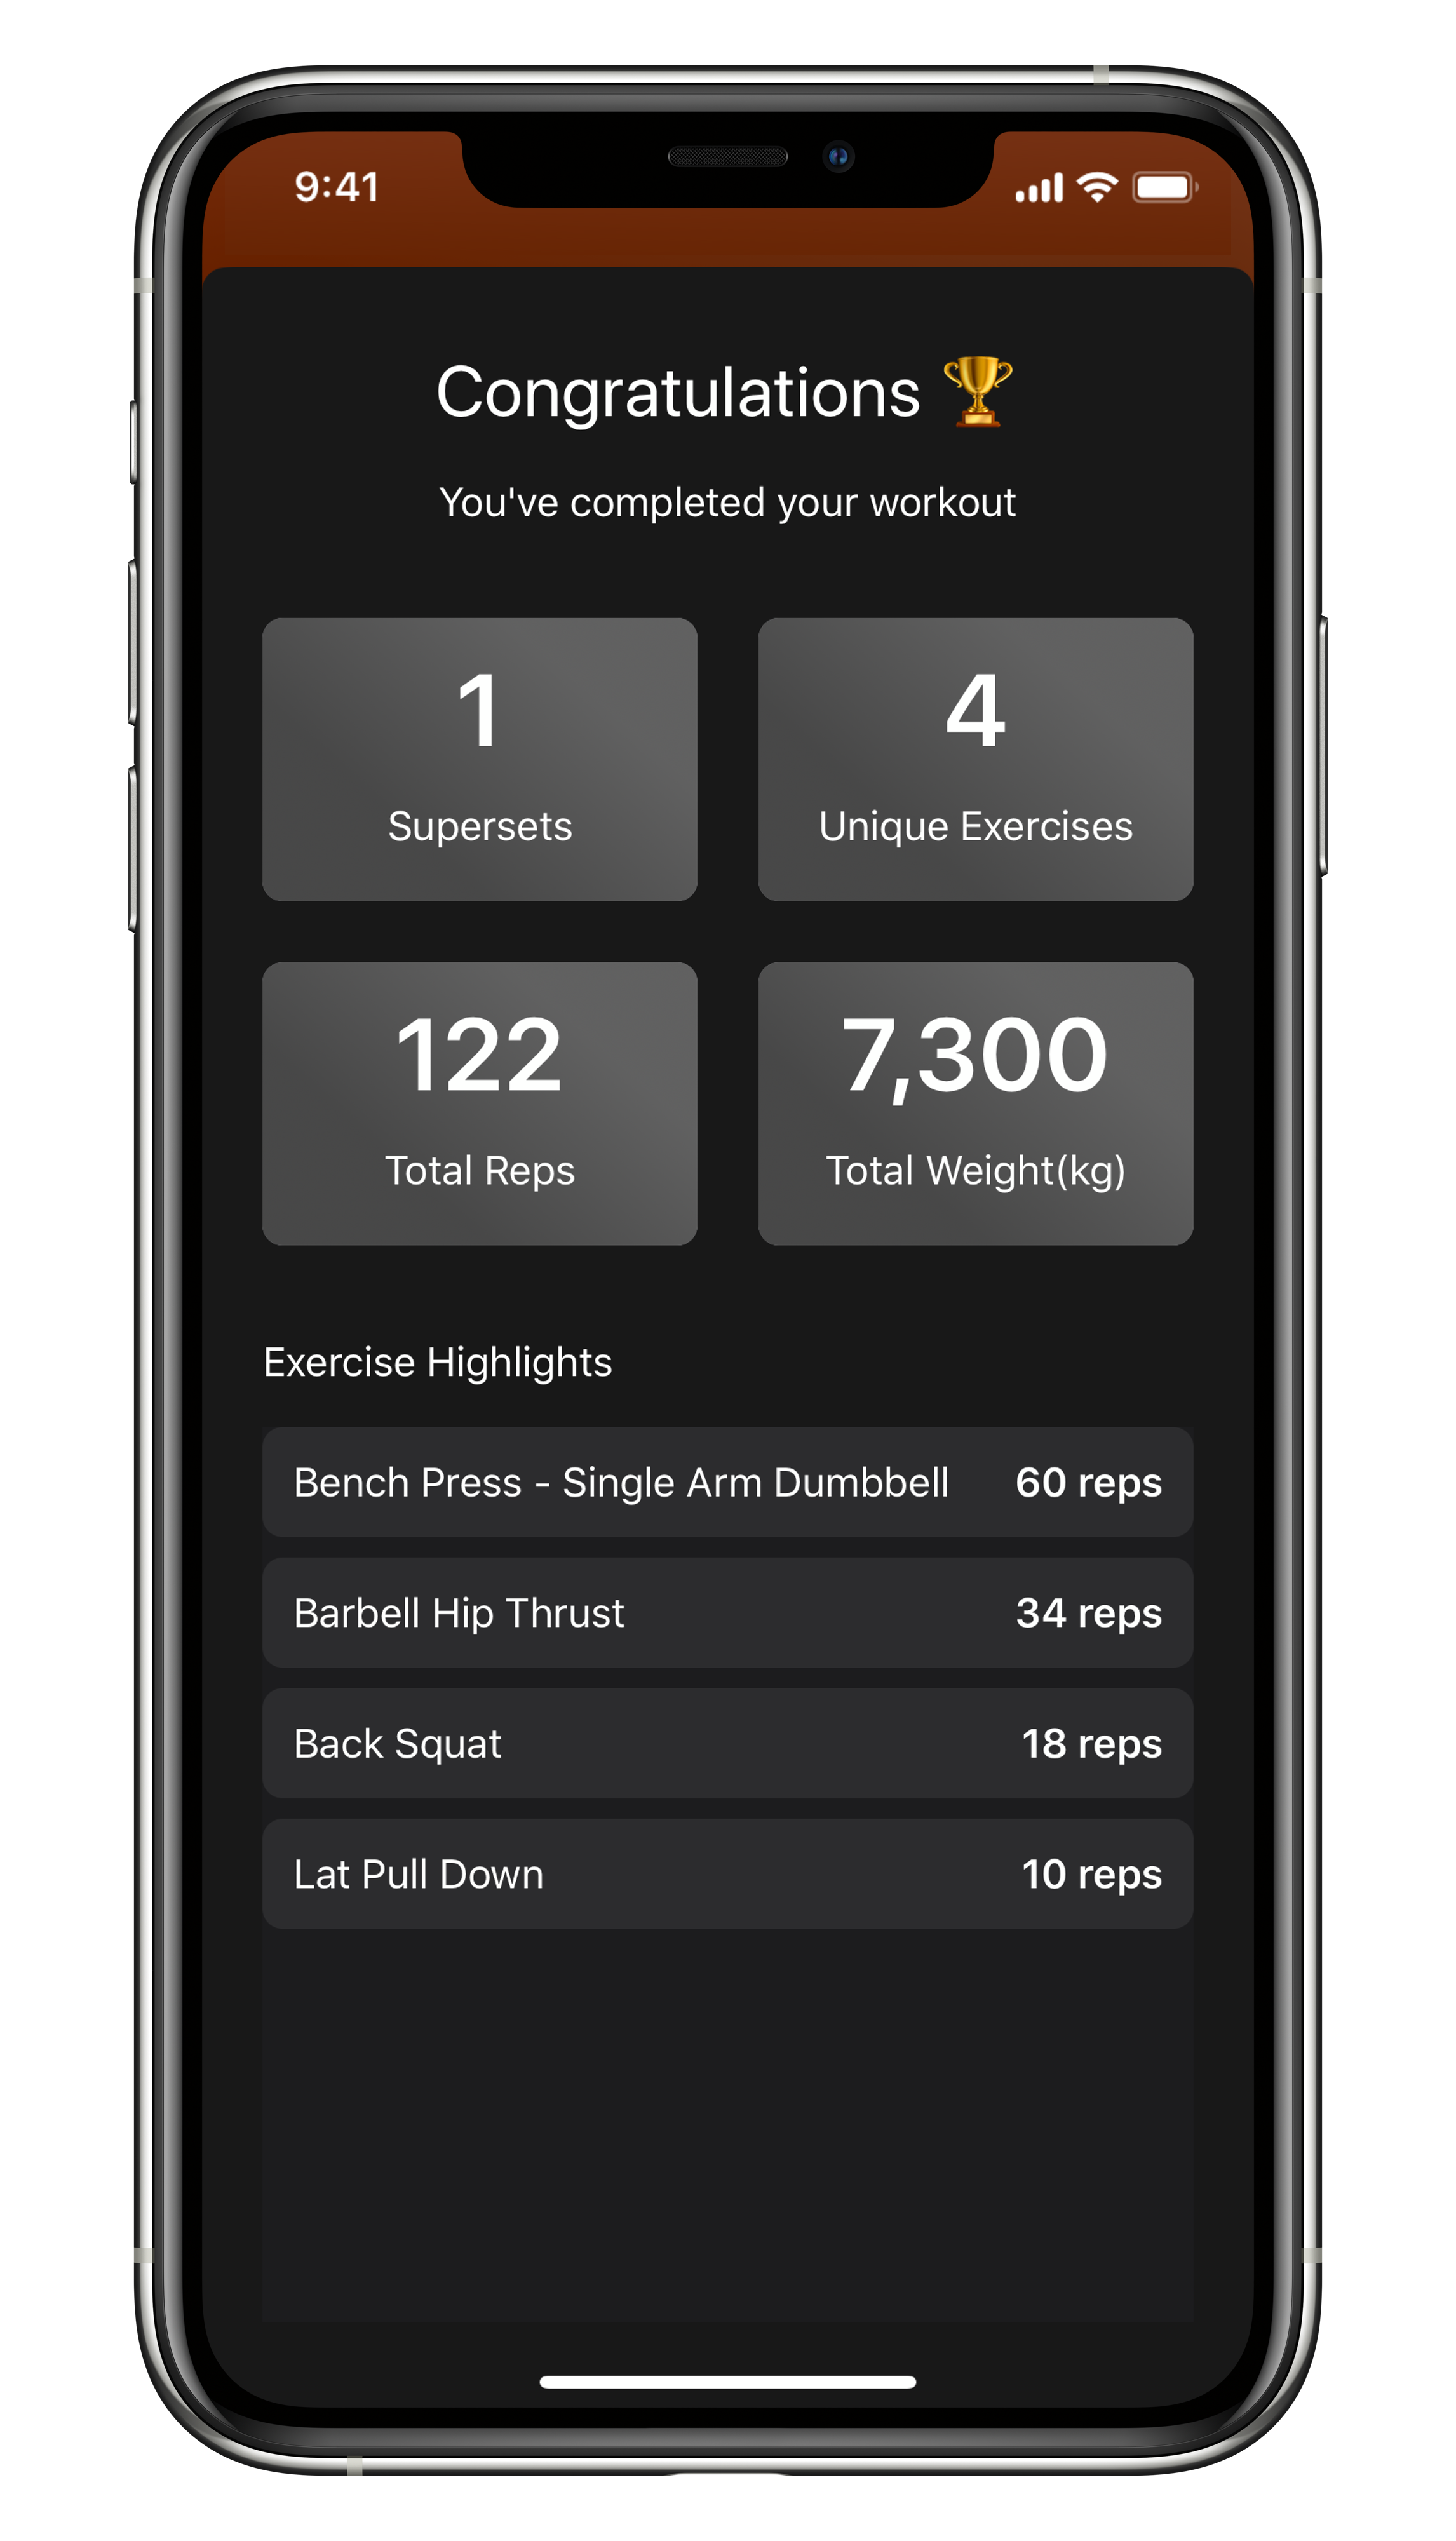 9:41
Congratulations 🏆
You've completed your workout
1
Supersets
4
Unique Exercises
122
Total Reps
7,300
Total Weight(kg)
Exercise Highlights
Bench Press - Single Arm Dumbbell 60 reps
Barbell Hip Thrust 34 reps
Back Squat 18 reps
Lat Pull Down 10 reps